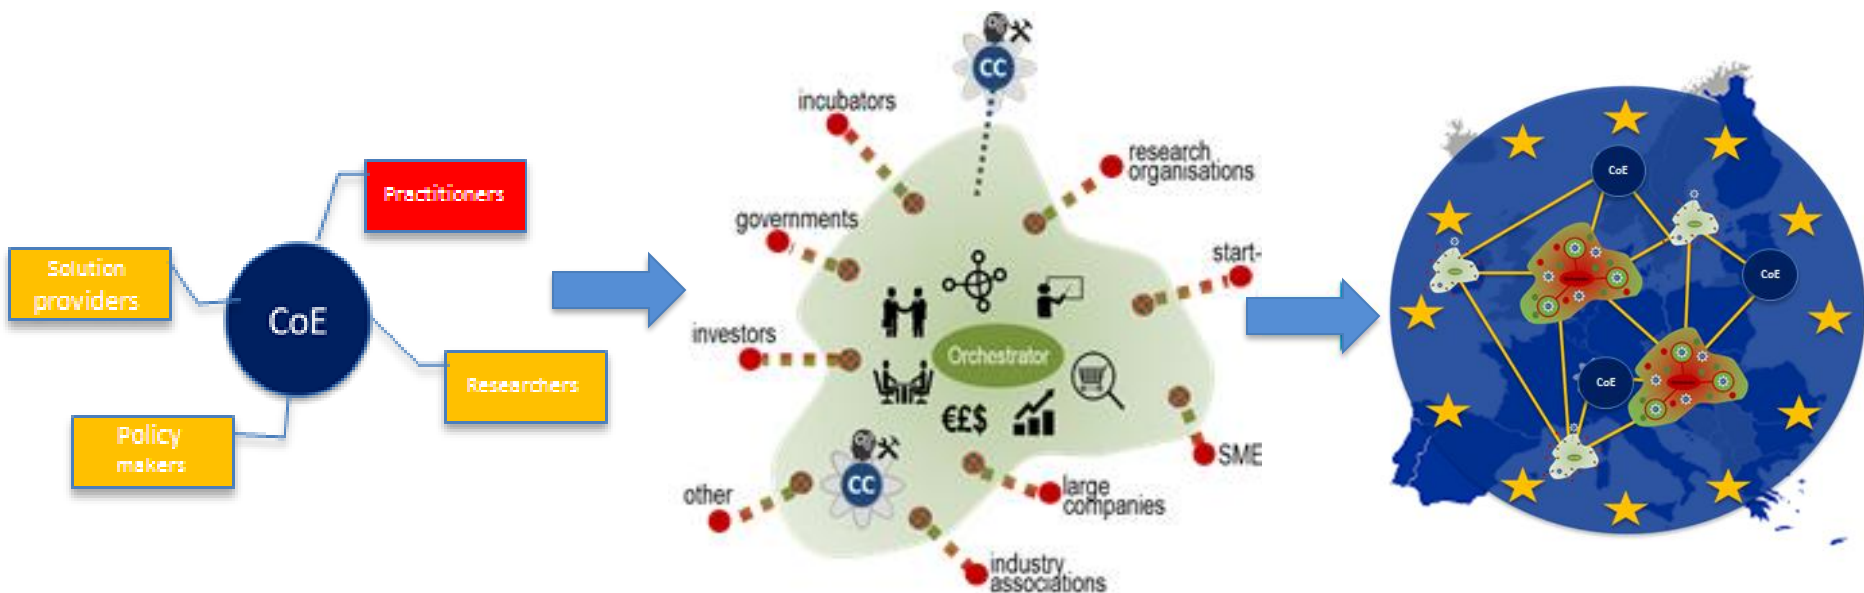 Practitioners
Solution
providers
CoE
Researchers
Policy
makers
CC
incubators
research
organisations
governments
start-
investors
Orchestrator
€£$
SME
CC
other
large
companies
industry
associations
CoE
CoE
CoE